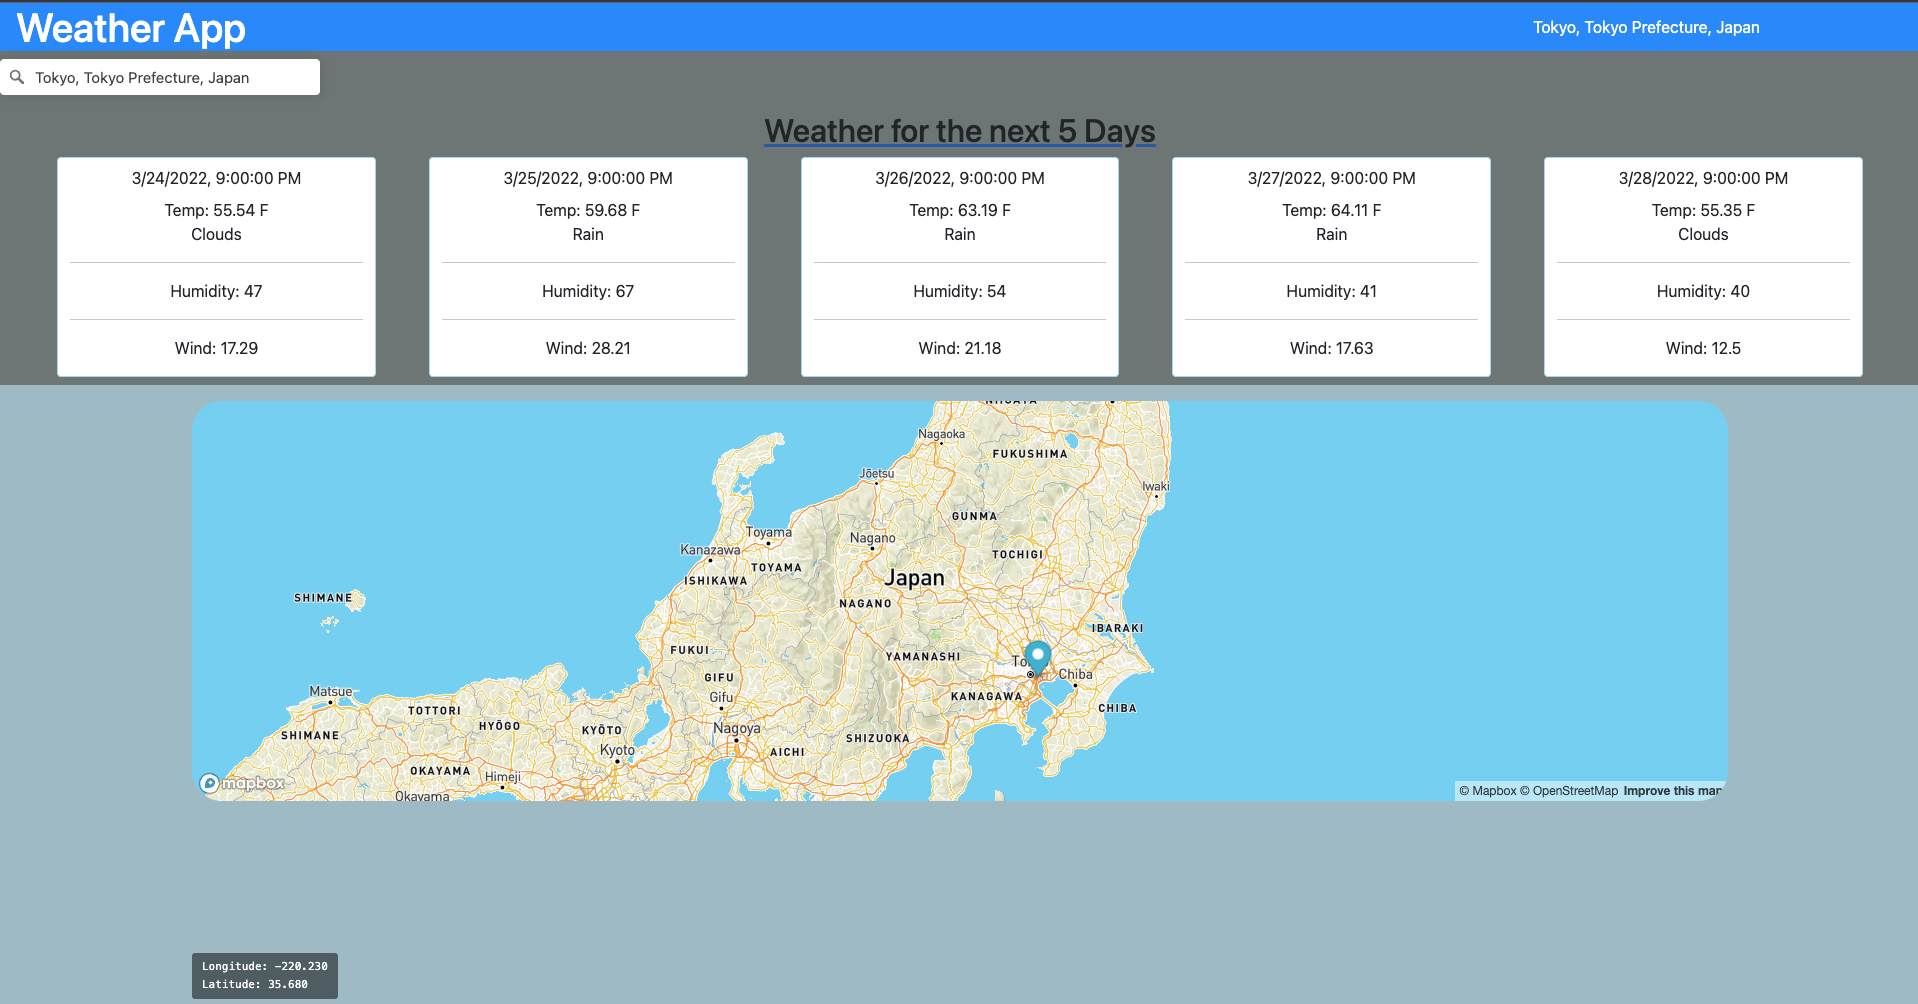 Weather App
Tokyo, Tokyo Prefecture, Japan
Tokyo, Tokyo Prefecture, Japan
Weather for the next 5 Days
3/24/2022, 9:00:00 PM
Temp: 55.54 F
Clouds
Humidity: 47
Wind: 17.29
3/25/2022, 9:00:00 PM
Temp: 59.68 F
Rain
Humidity: 67
Wind: 28.21
3/26/2022, 9:00:00 PM
Temp: 63.19 F
Rain
Humidity: 54
Wind: 21.18
3/27/2022, 9:00:00 PM
Temp: 64.11 F
Rain
Humidity: 41
Wind: 17.63
3/28/2022, 9:00:00 PM
Temp: 55.35 F
Clouds
Humidity: 40
Wind: 12.5
Nagaoka
FUKUSHIMA
Jōetsu
Iwaki
GUNMA
Toyama
Nagano
Kanazawa
TOCHIGI
TOYAMA
ISHIKAWA
Japan
SHIMANE
NAGANO
IBARAKI
FUKUI
YAMANASHI
Chiba
GIFU
Matsue
Gifu
KANAGAWA
TOTTORI
CHIBA
HYŌGO
KYŌTO
Nagoya
SHIMANE
SHIZUOKA
Kyoto
AICHI
OKAYAMA
Himeji
mapbox
Okayama
© Mapbox © OpenStreetMap Improve this map
Longitude: -220.230
Latitude: 35.680